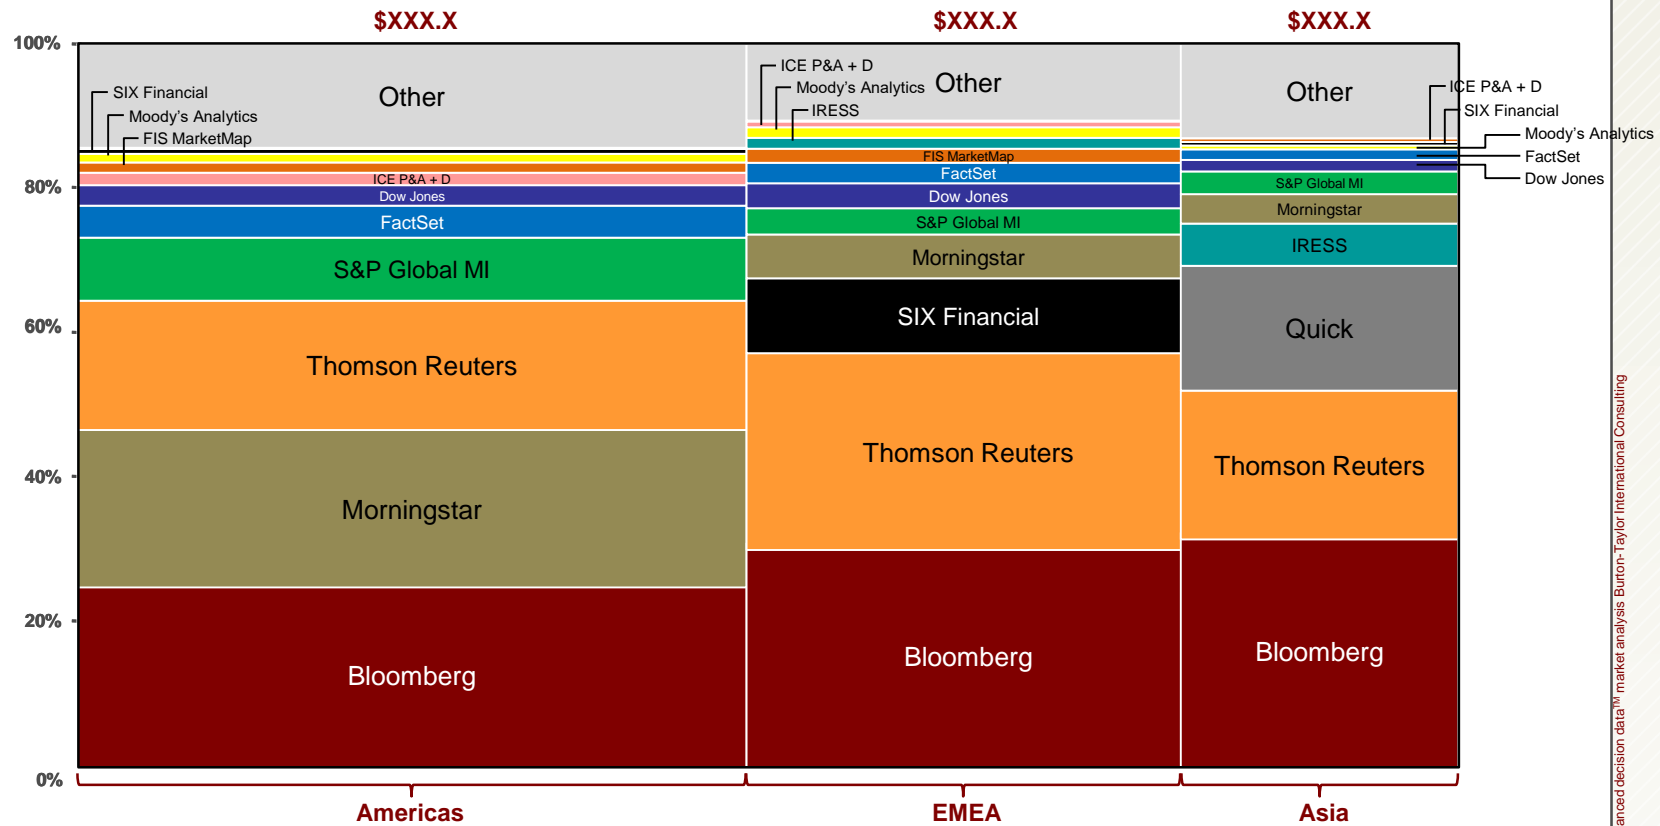 $XXX.X
$XXX.X
$XXX.X
100%
80%
60%
40%
20%
0%
Other
SIX Financial
Moody's Analytics
FIS MarketMap
ICE P&A + D
Dow Jones
FactSet
S&P Global MI
Thomson Reuters
Morningstar
Bloomberg
Americas
ICE P&A + D
Other
Moody's Analytics
IRESS
FIS MarketMap
FactSet
Dow Jones
S&P Global MI
Morningstar
SIX Financial
Thomson Reuters
Bloomberg
EMEA
Other
ICE P&A + D
SIX Financial
Moody's Analytics
FactSet
Dow Jones
S&P Global MI
Morningstar
IRESS
Quick
Thomson Reuters
Bloomberg
Asia
decision data™ market analysis Burton-Taylor International Consulting